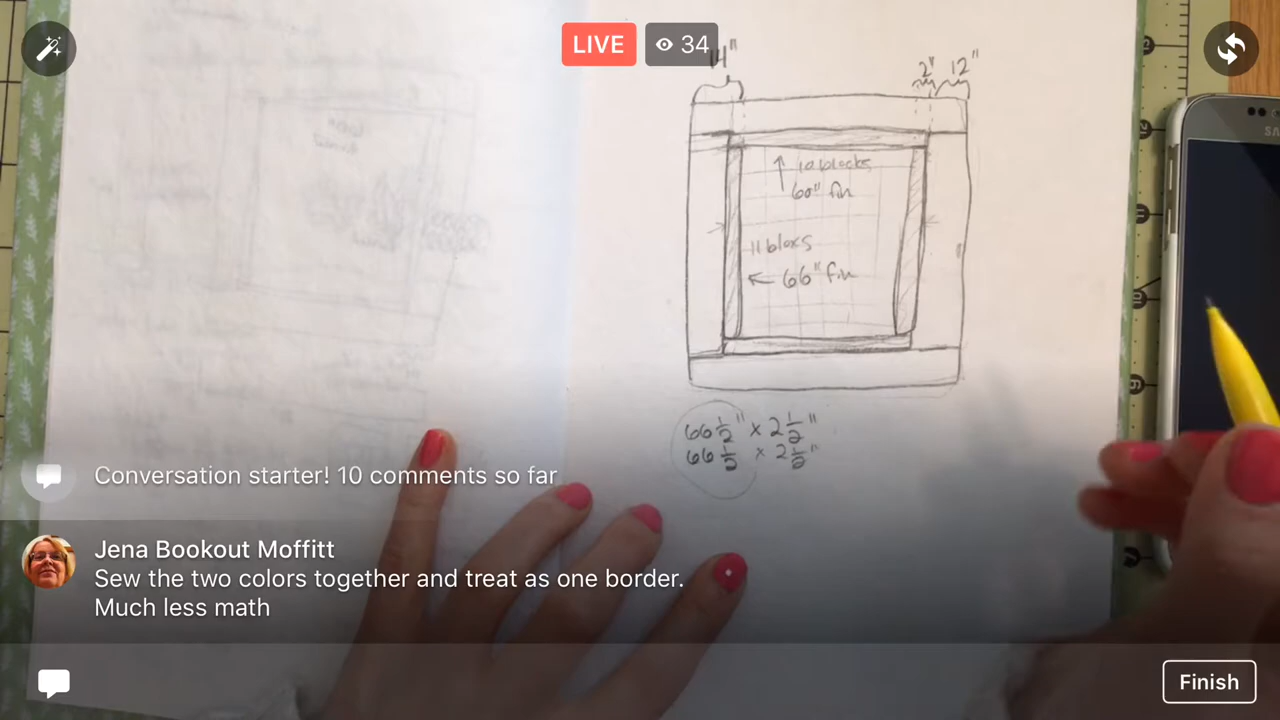 LIVE
34
14"
2" 12"
10 blocks
60" fin
11 blocks
66" fin
66 1/2" x 2 1/2"
66 1/2 x 2 1/2"
Conversation starter! 10 comments so far
Jena Bookout Moffitt
Sew the two colors together and treat as one border.
Much less math
Finish